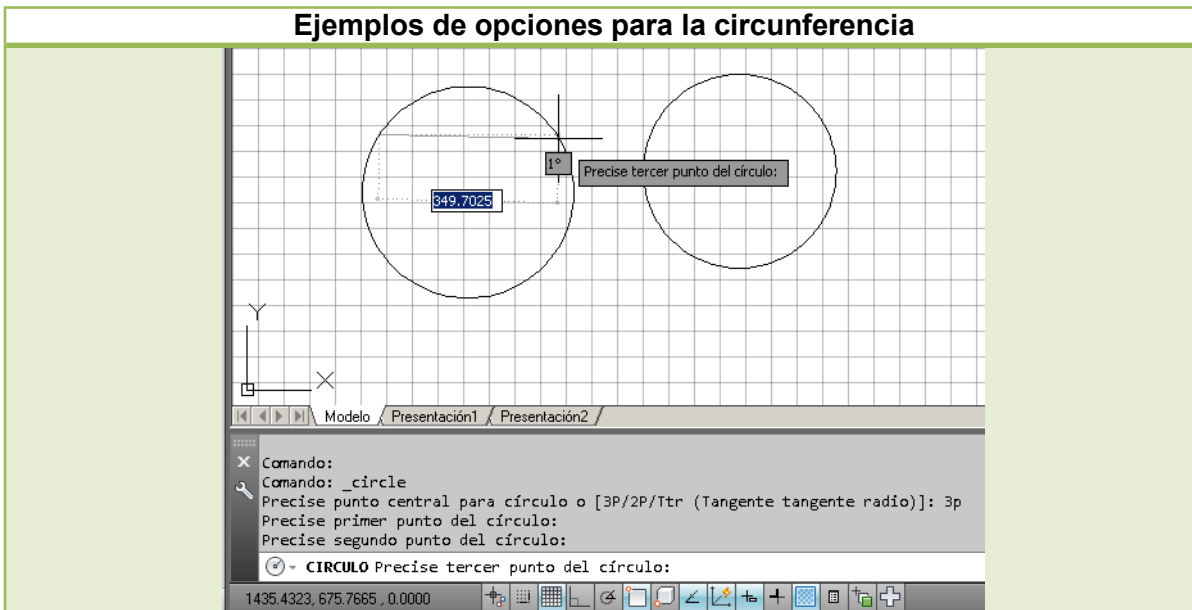 Ejemplos de opciones para la circunferencia
1°
Precise tercer punto del círculo:
349.7025
Y
X
Modelo Presentación1 Presentación2
Comando:
Comando: _circle
Precise punto central para círculo o [3P/2P/Ttr (Tangente tangente radio)]: 3p
Precise primer punto del círculo:
Precise segundo punto del círculo:
CIRCULO Precise tercer punto del círculo:
1435.4323, 675.7665 , 0.0000